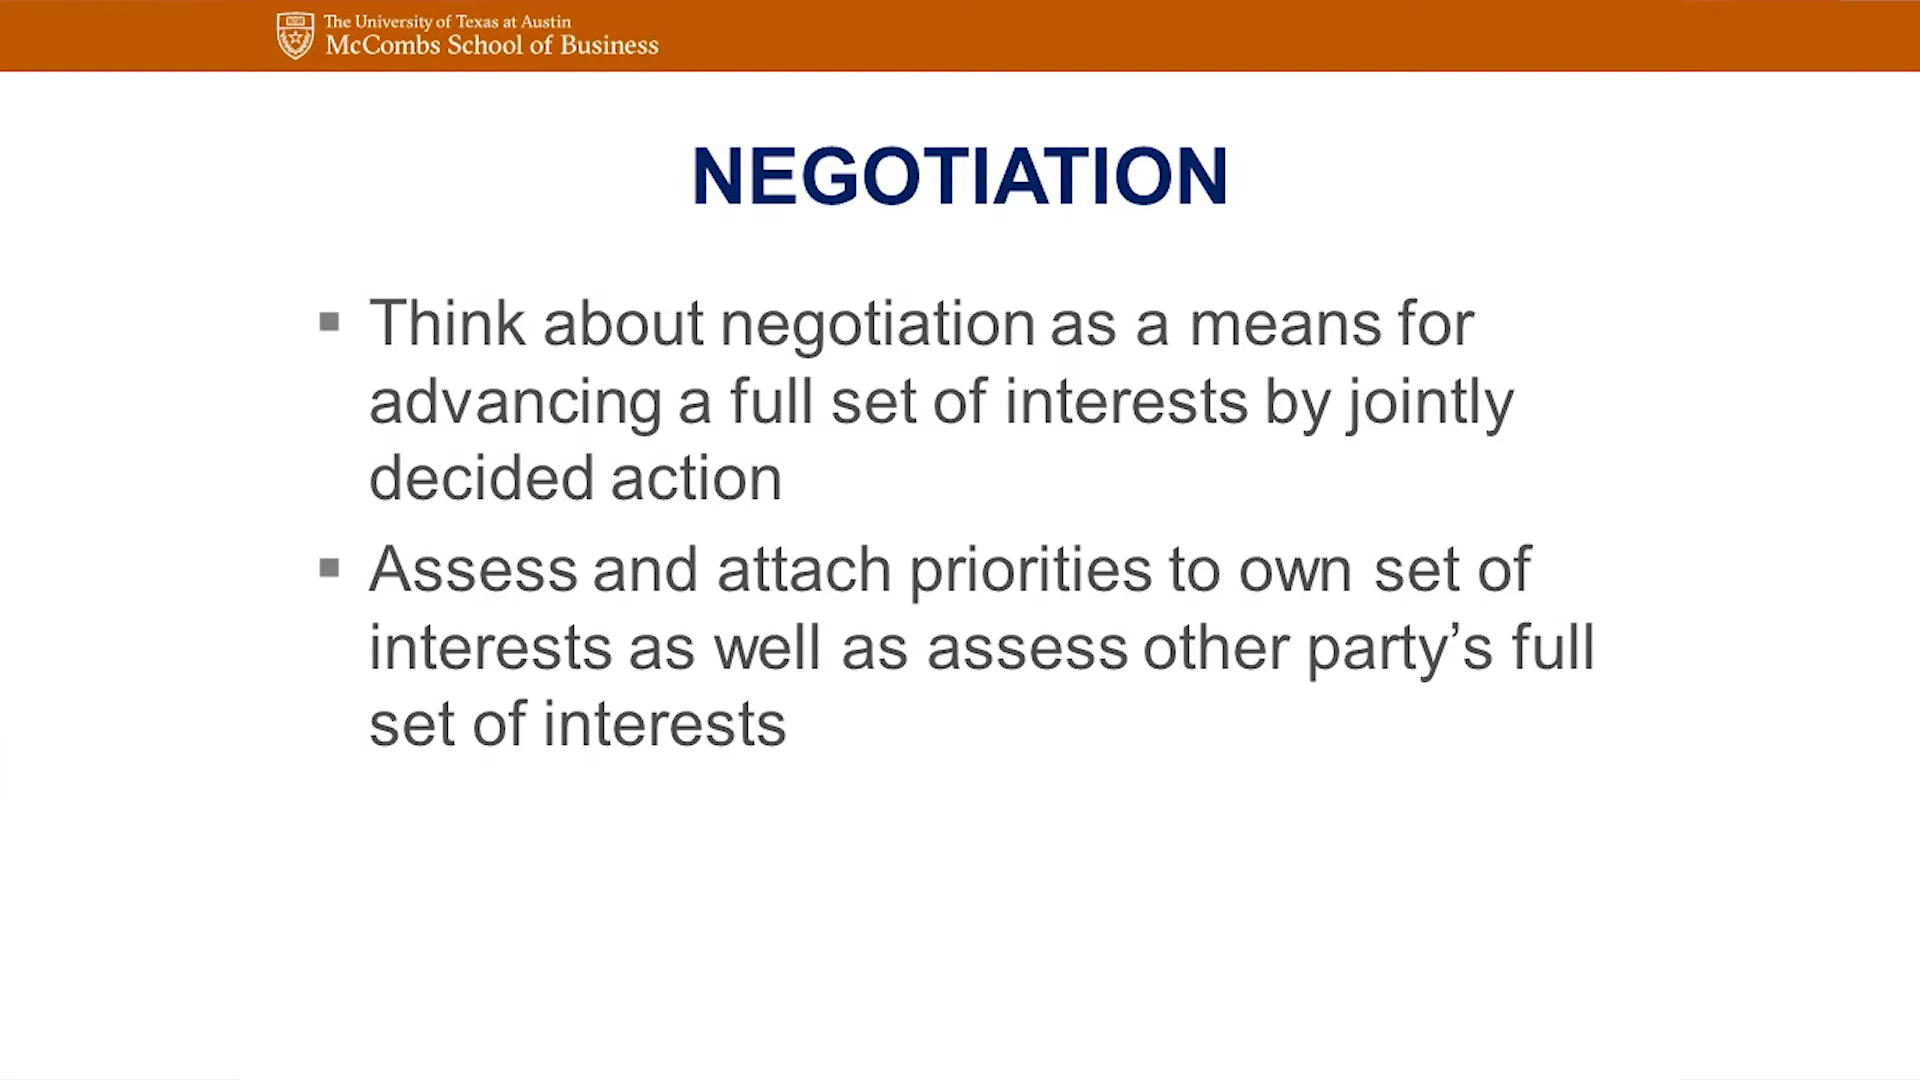 The University of Texas at Austin
McCombs School of Business
NEGOTIATION
Think about negotiation as a means for
advancing a full set of interests by jointly
decided action
Assess and attach priorities to own set of
interests as well as assess other party’s full
set of interests